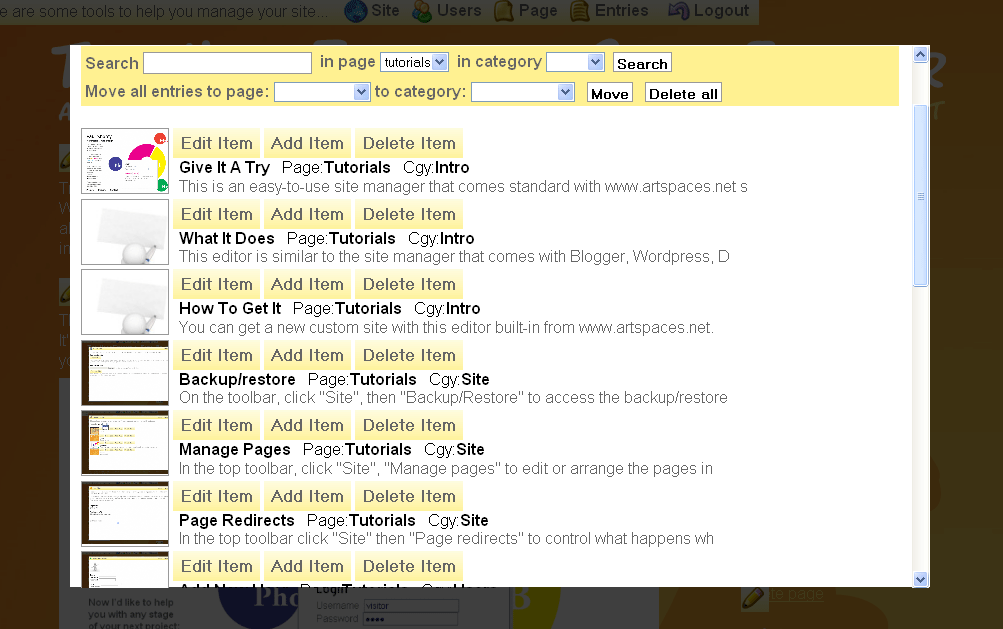 e are some tools to help you manage your site... Site Users Page Entries Logout
Search in page tutorials in category Search
Move all entries to page: to category: Move Delete all
Edit Item Add Item Delete Item
Give It A Try Page:Tutorials Cgy:Intro
This is an easy-to-use site manager that comes standard with www.artspaces.net s
Edit Item Add Item Delete Item
What It Does Page:Tutorials Cgy:Intro
This editor is similar to the site manager that comes with Blogger, Wordpress, D
Edit Item Add Item Delete Item
How To Get It Page:Tutorials Cgy:Intro
You can get a new custom site with this editor built-in from www.artspaces.net.
Edit Item Add Item Delete Item
Backup/restore Page:Tutorials Cgy:Site
On the toolbar, click "Site", then "Backup/Restore" to access the backup/restore
Edit Item Add Item Delete Item
Manage Pages Page:Tutorials Cgy:Site
In the top toolbar, click "Site", "Manage pages" to edit or arrange the pages in
Edit Item Add Item Delete Item
Page Redirects Page:Tutorials Cgy:Site
In the top toolbar click "Site" then "Page redirects" to control what happens wh
Edit Item Add Item Delete Item
Now I'd like to help
you with any stage
of your next project:
Login
Username visitor
Password ••••
te page